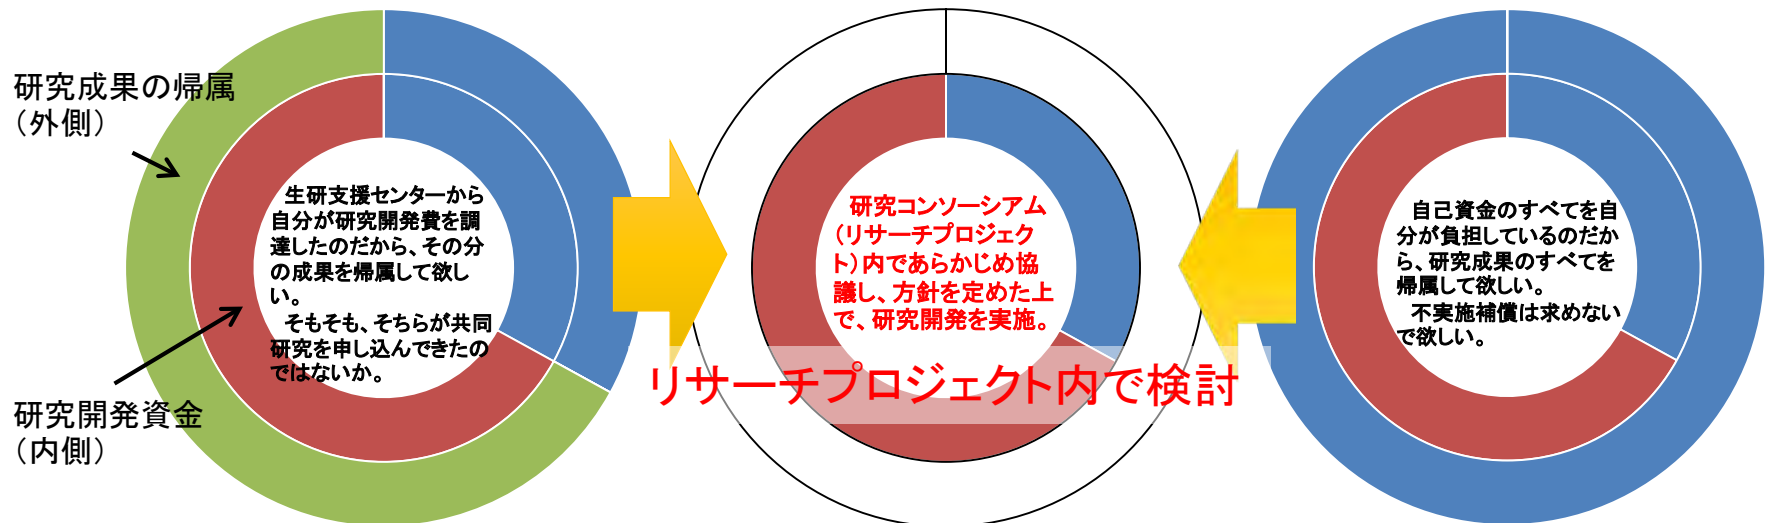 研究成果の帰属
（外側）
研究開発資金
（内側）
生研支援センターから
自分が研究開発費を調
達したのだから、その分
の成果を帰属して欲し
い。
そもそも、そちらが共同
研究を申し込んできたの
ではないか。
研究コンソーシアム
（リサーチプロジェク
ト）内であらかじめ協
議し、方針を定めた上
で、研究開発を実施。
リサーチプロジェクト内で検討
自己資金のすべてを自
分が負担しているのだか
ら、研究成果のすべてを
帰属して欲しい。
不実施補償は求めない
で欲しい。